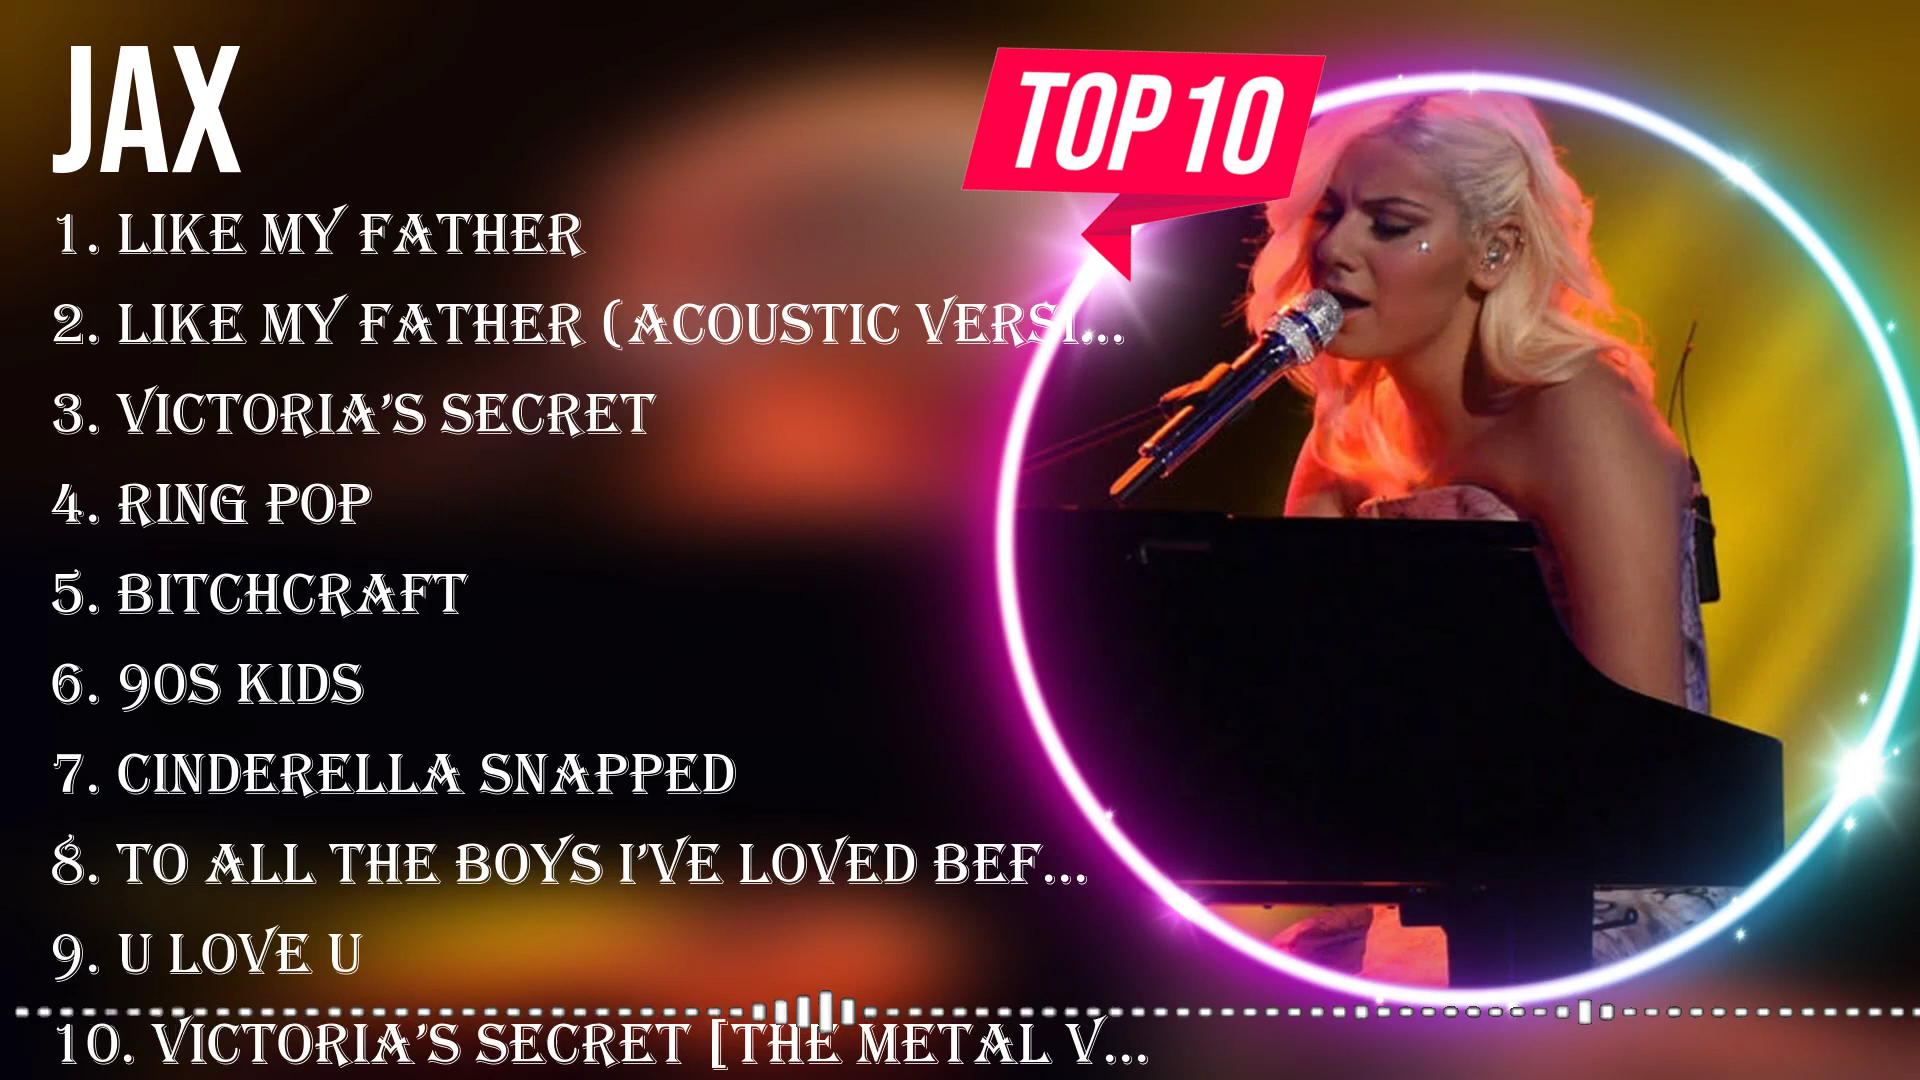 JAX
TOP 10
1. LIKE MY FATHER
2. LIKE MY FATHER (ACOUSTIC VERSI...
3. VICTORIA'S SECRET
4. RING POP
5. BITCHCRAFT
6. 90S KIDS
7. CINDERELLA SNAPPED
8. TO ALL THE BOYS I'VE LOVED BEF...
9. U LOVE U
10. VICTORIA'S SECRET [THE METAL V...